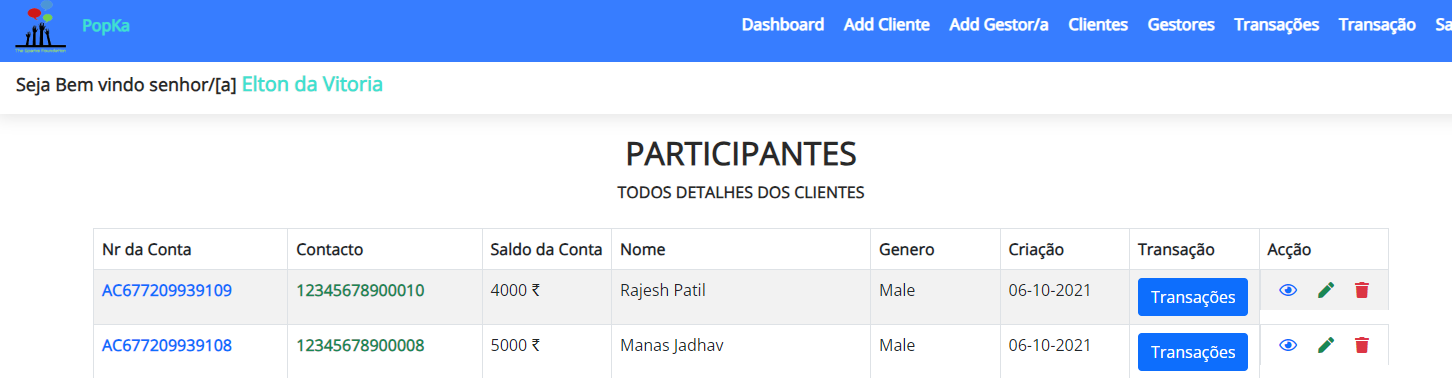 PopKa Dashboard Add Cliente Add Gestor/a Clientes Gestores Transações Transação Sa
Seja Bem vindo senhor/[a] Elton da Vitoria
PARTICIPANTES
TODOS DETALHES DOS CLIENTES
Nr da Conta Contacto Saldo da Conta Nome Genero Criação Transação Acção
AC677209939109 12345678900010 4000 ₹ Rajesh Patil Male 06-10-2021 Transações
AC677209939108 12345678900008 5000 ₹ Manas Jadhav Male 06-10-2021 Transações